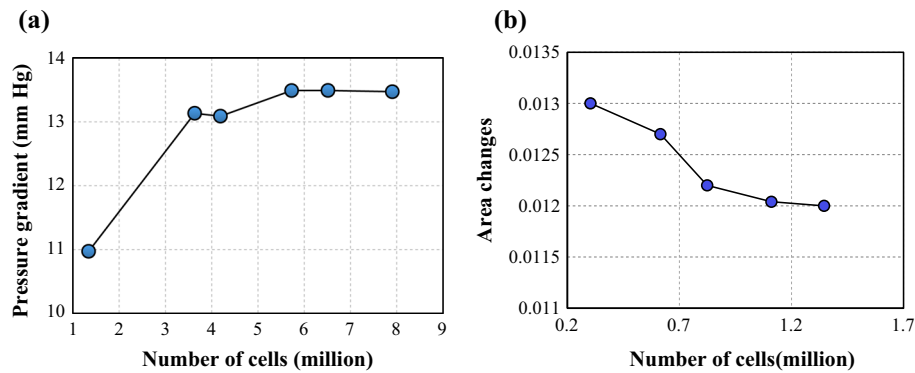 (a)
Pressure gradient (mm Hg)
14
13
12
11
10
1 2 3 4 5 6 7 8 9
Number of cells (million)
(b)
Area changes
0.0135
0.013
0.0125
0.012
0.0115
0.011
0.2 0.7 1.2 1.7
Number of cells(million)